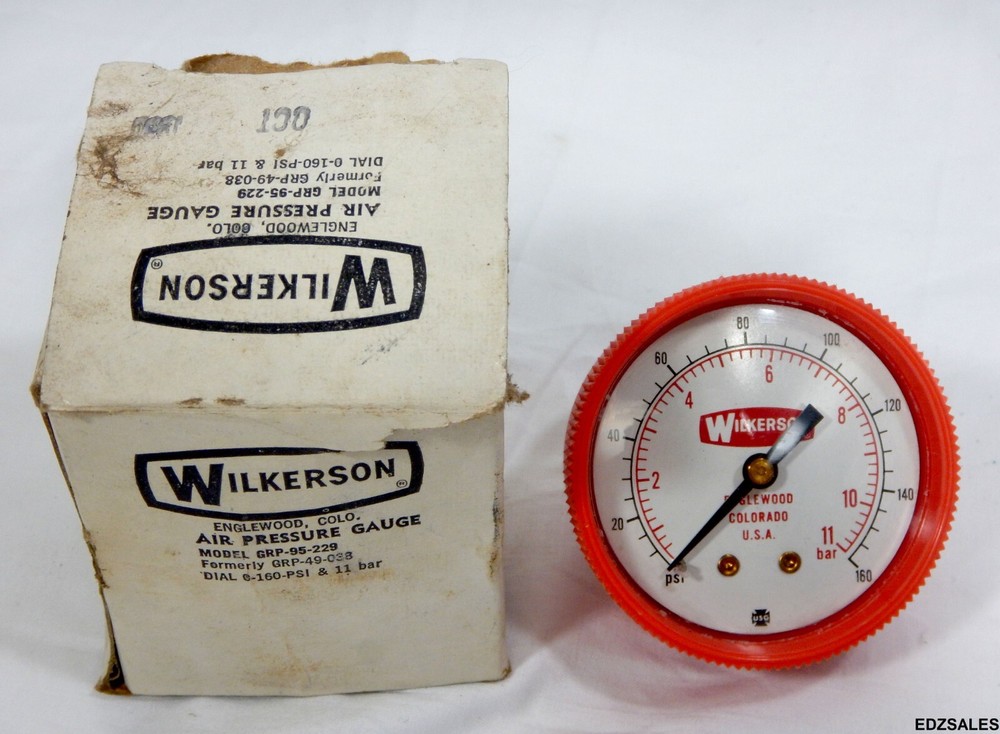 OCT
DIAL 0-160-PSI & 11 bar
Formerly GRP-49-038
MODEL GRP-95-229
AIR PRESSURE GAUGE
ENGLEWOOD, COLO.
WILKERSON ®
WILKERSON ®
ENGLEWOOD, COLO.
AIR PRESSURE GAUGE
MODEL GRP-95-229
Formerly GRP-49-038
DIAL 0-160-PSI & 11 bar
80
60 100
6
4 8
40 120
WILKERSON
2 10
20 140
ENGLEWOOD
COLORADO
U.S.A.
11
bar
psi 160
USG
EDZSALES